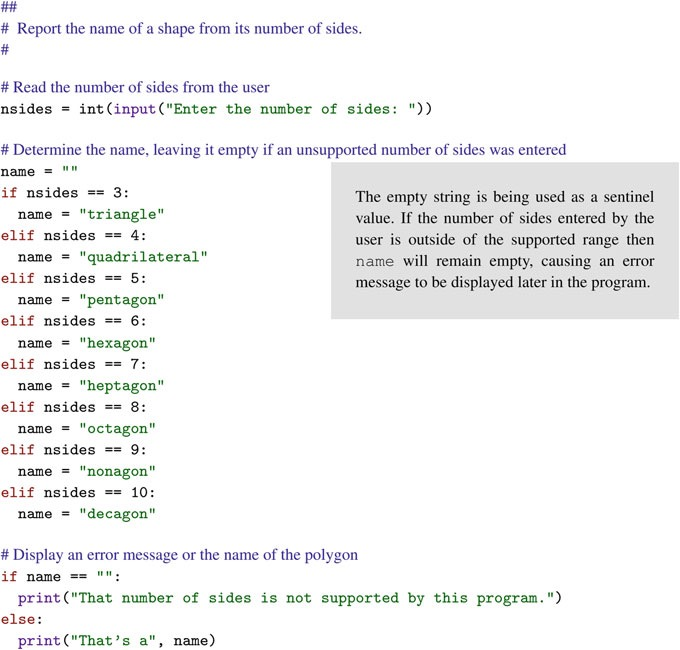 ##
# Report the name of a shape from its number of sides.
#
# Read the number of sides from the user
nsides = int(input("Enter the number of sides: "))
# Determine the name, leaving it empty if an unsupported number of sides was entered
name = ""
if nsides == 3:
  name = "triangle"
elif nsides == 4:
  name = "quadrilateral"
elif nsides == 5:
  name = "pentagon"
elif nsides == 6:
  name = "hexagon"
elif nsides == 7:
  name = "heptagon"
elif nsides == 8:
  name = "octagon"
elif nsides == 9:
  name = "nonagon"
elif nsides == 10:
  name = "decagon"
The empty string is being used as a sentinel
value. If the number of sides entered by the
user is outside of the supported range then
name will remain empty, causing an error
message to be displayed later in the program.
# Display an error message or the name of the polygon
if name == "":
  print("That number of sides is not supported by this program.")
else:
  print("That's a", name)